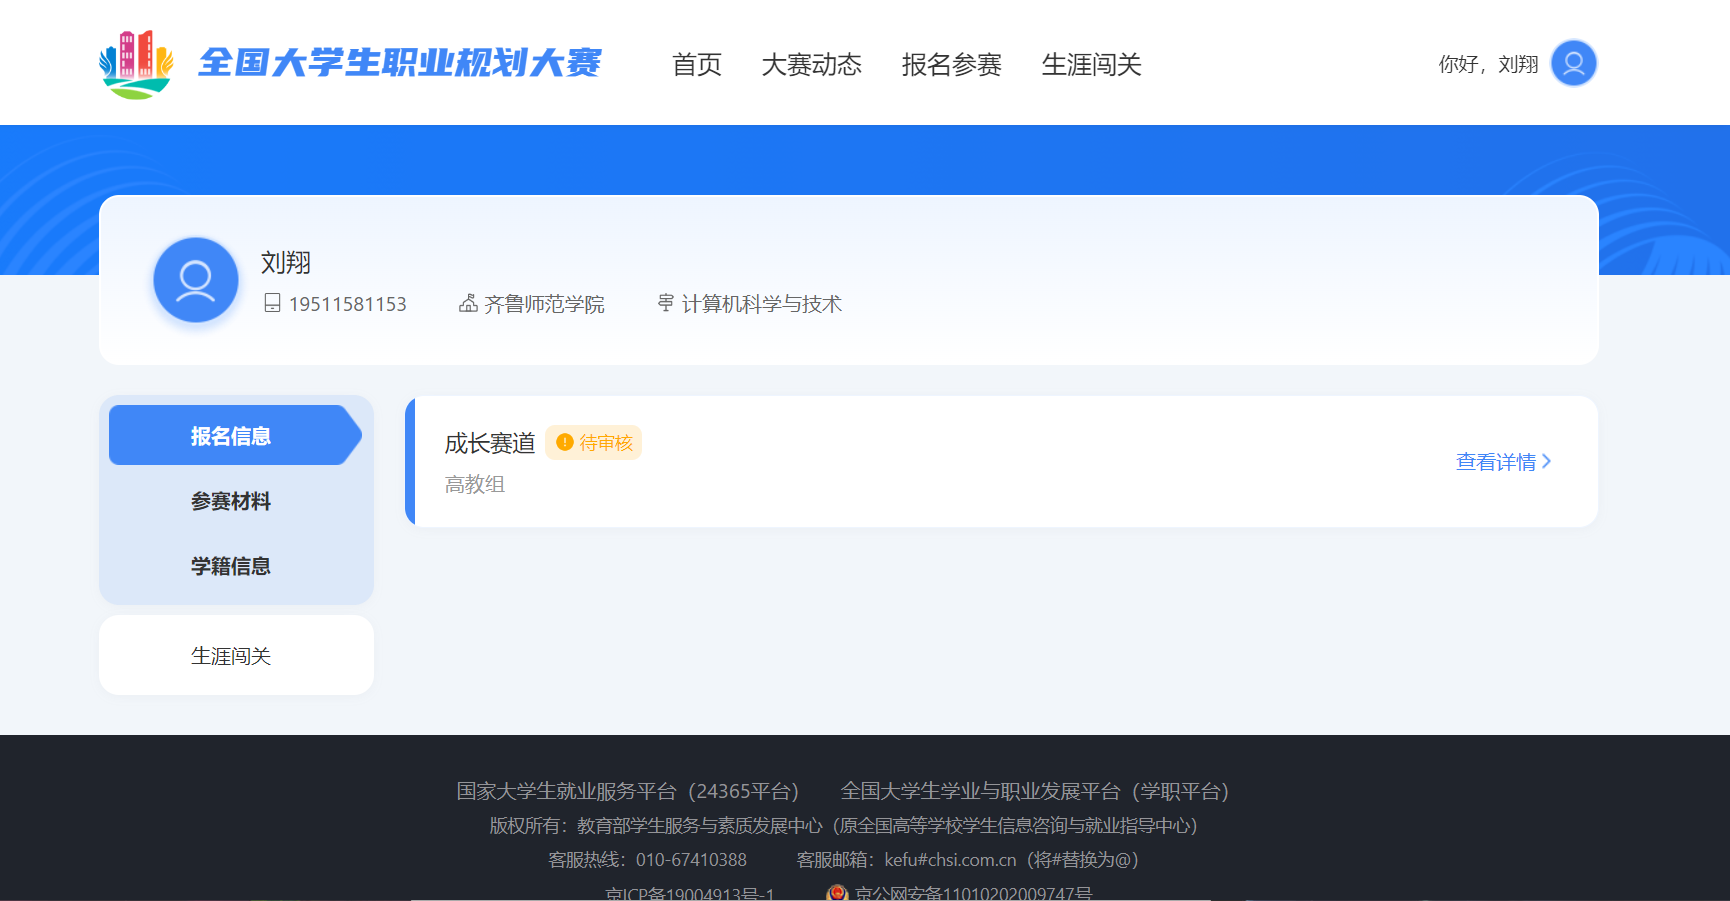 全国大学生职业规划大赛 首页 大赛动态 报名参赛 生涯闯关 你好，刘翔
刘翔
19511581153 齐鲁师范学院 计算机科学与技术
报名信息
参赛材料
学籍信息
生涯闯关
成长赛道 待审核
高教组
查看详情
国家大学生就业服务平台（24365平台） 全国大学生学业与职业发展平台（学职平台）
版权所有：教育部学生服务与素质发展中心（原全国高等学校学生信息咨询与就业指导中心）
客服热线：010-67410388 客服邮箱：kefu#chsi.com.cn（将#替换为@）
京ICP备19004913号-1 京公网安备11010202009747号